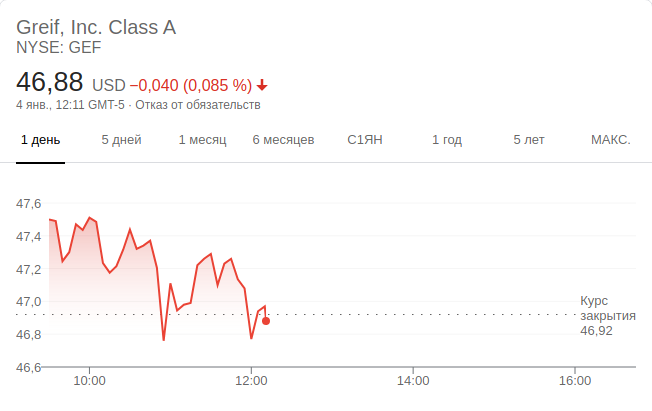 Greif, Inc. Class A
NYSE: GEF
46,88 USD −0,040 (0,085 %)
4 янв., 12:11 GMT-5 · Отказ от обязательств
1 день 5 дней 1 месяц 6 месяцев С1ЯН 1 год 5 лет МАКС.
47,6
47,4
47,2
47,0
46,8
46,6
Курс
закрытия
46,92
10:00 12:00 14:00 16:00